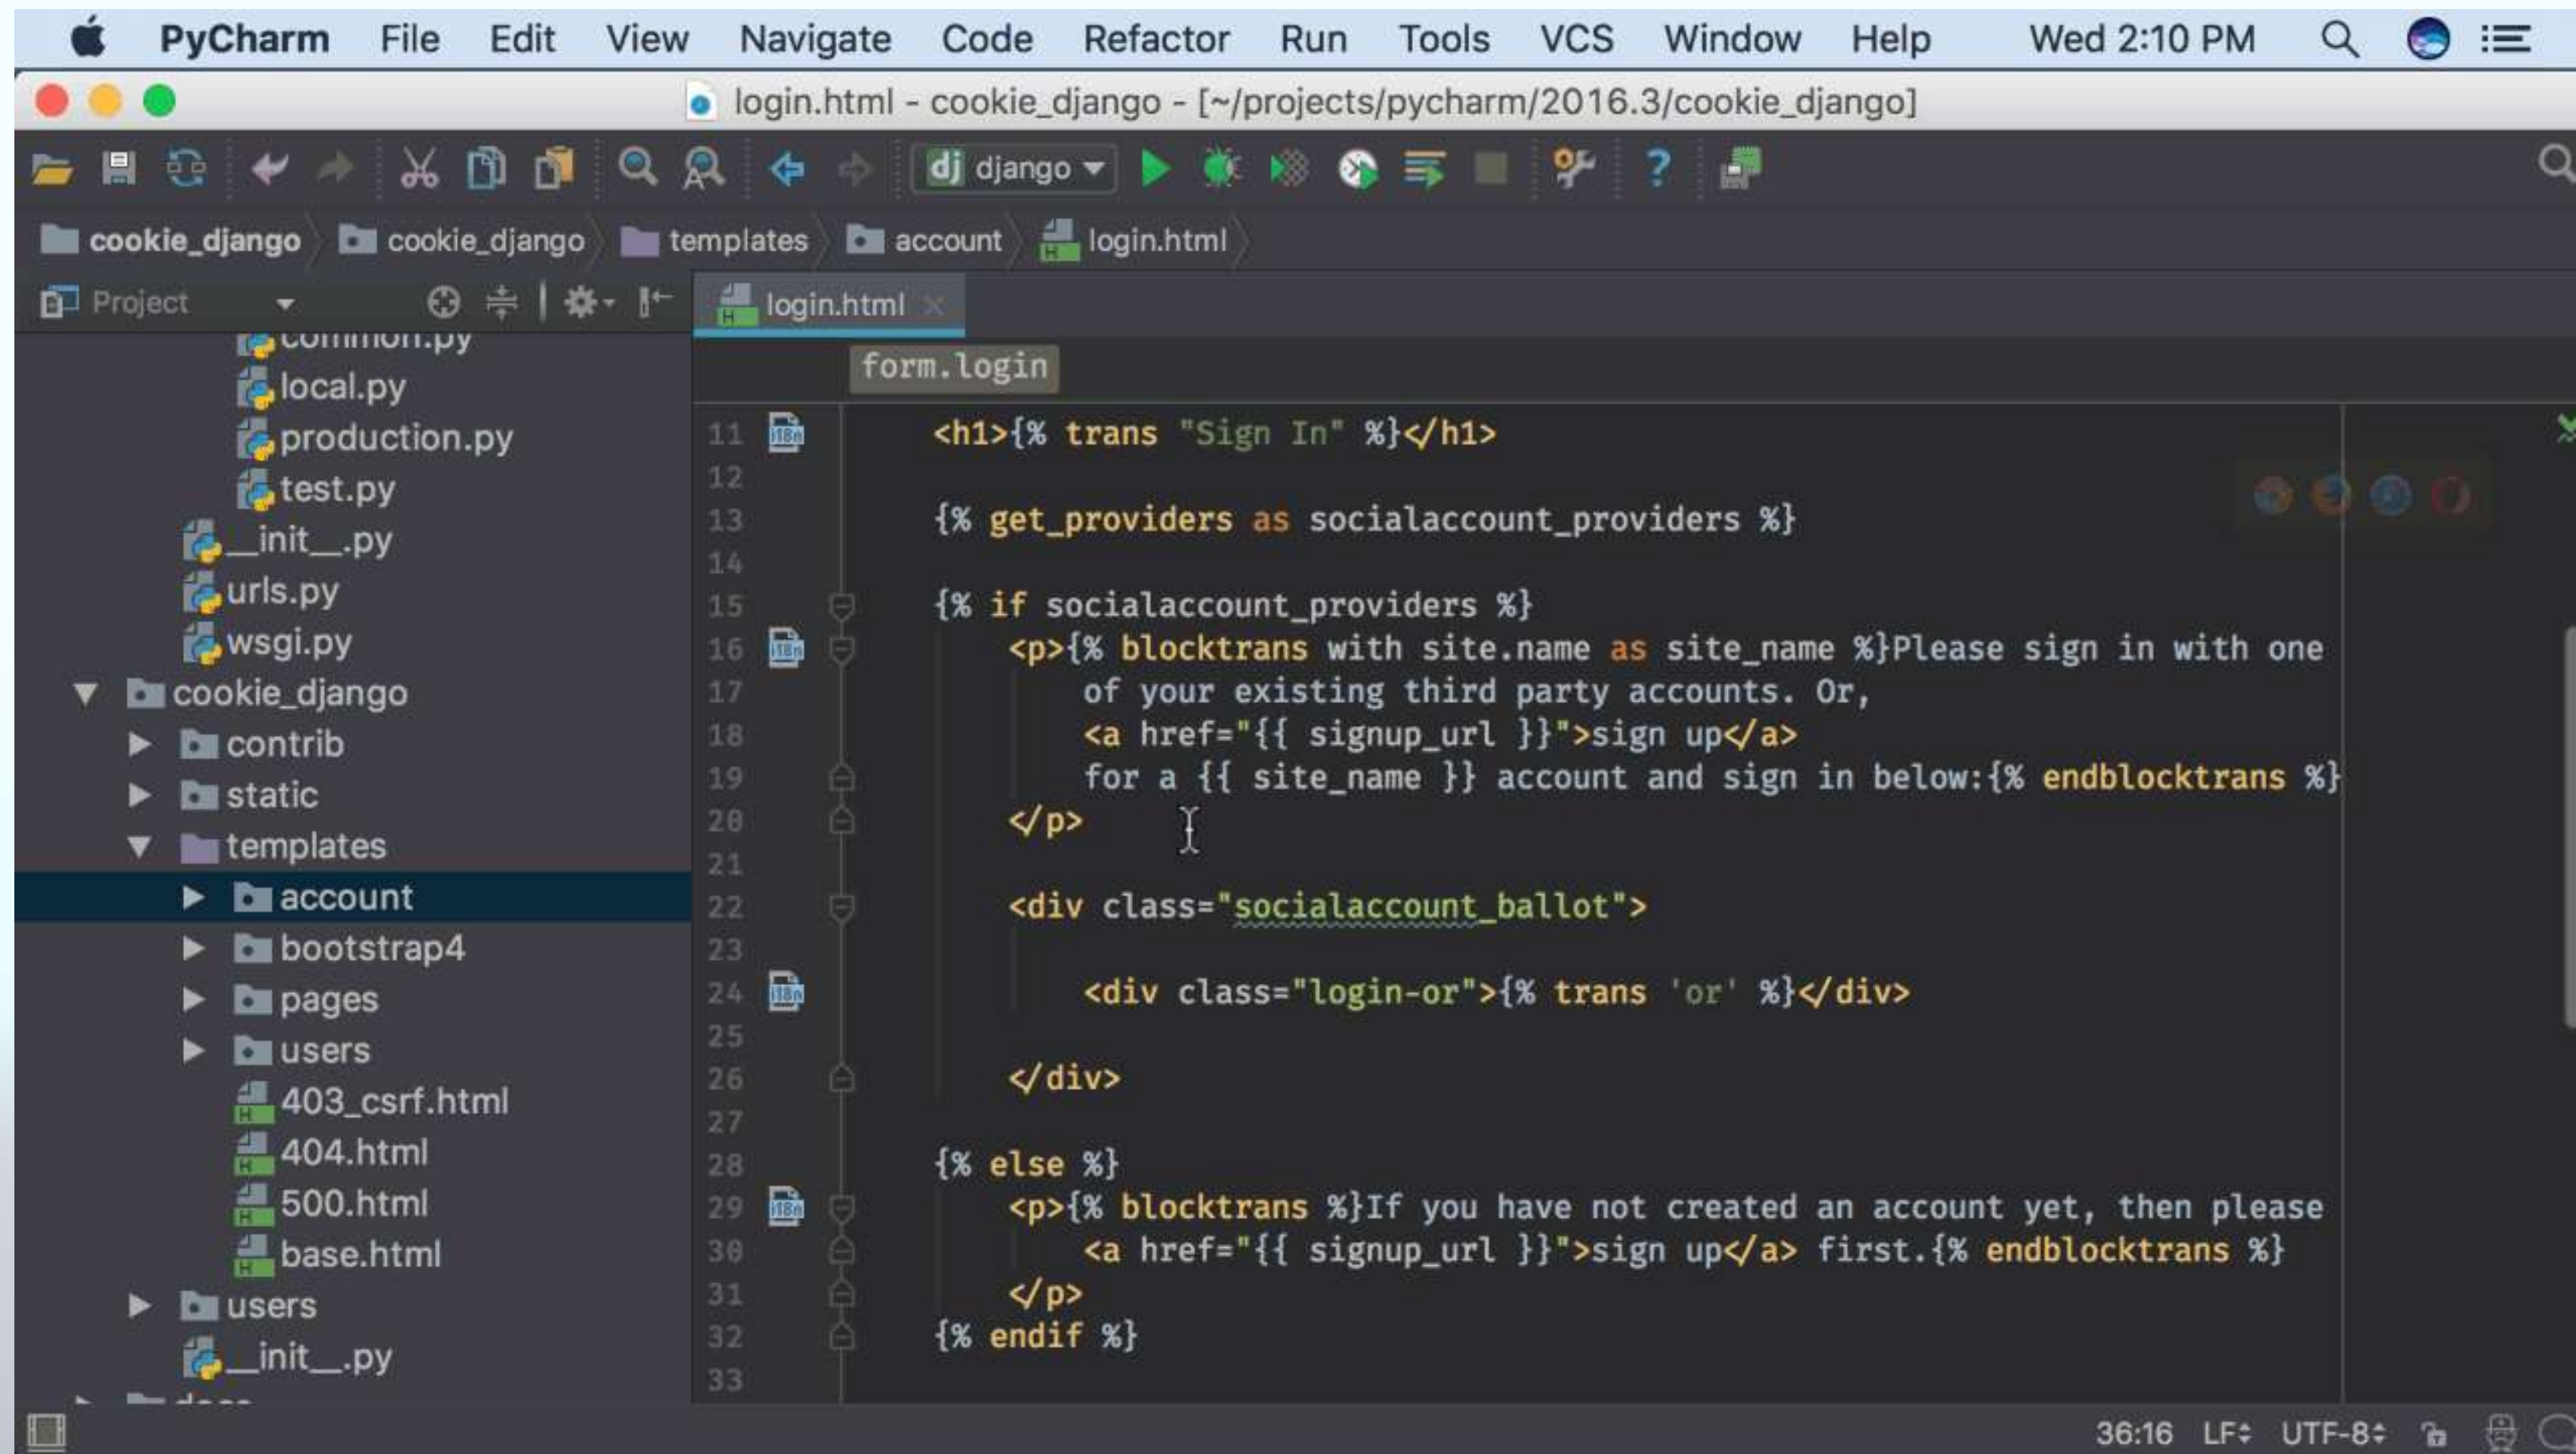 PyCharm File Edit View Navigate Code Refactor Run Tools VCS Window Help Wed 2:10 PM
login.html - cookie_django - [~/projects/pycharm/2016.3/cookie_django]
dj django
cookie_django cookie_django templates account login.html
Project
login.html
common.py
local.py
production.py
test.py
__init__.py
urls.py
wsgi.py
cookie_django
contrib
static
templates
account
bootstrap4
pages
users
403_csrf.html
404.html
500.html
base.html
users
__init__.py
form.login
11 <h1>{% trans "Sign In" %}</h1>
12
13 {% get_providers as socialaccount_providers %}
14
15 {% if socialaccount_providers %}
16 <p>{% blocktrans with site.name as site_name %}Please sign in with one
17 of your existing third party accounts. Or,
18 <a href="{{ signup_url }}">sign up</a>
19 for a {{ site_name }} account and sign in below:{% endblocktrans %}
20 </p>
21
22 <div class="socialaccount_ballot">
23
24 <div class="login-or">{% trans 'or' %}</div>
25
26 </div>
27
28 {% else %}
29 <p>{% blocktrans %}If you have not created an account yet, then please
30 <a href="{{ signup_url }}">sign up</a> first.{% endblocktrans %}
31 </p>
32 {% endif %}
33
36:16 LF UTF-8